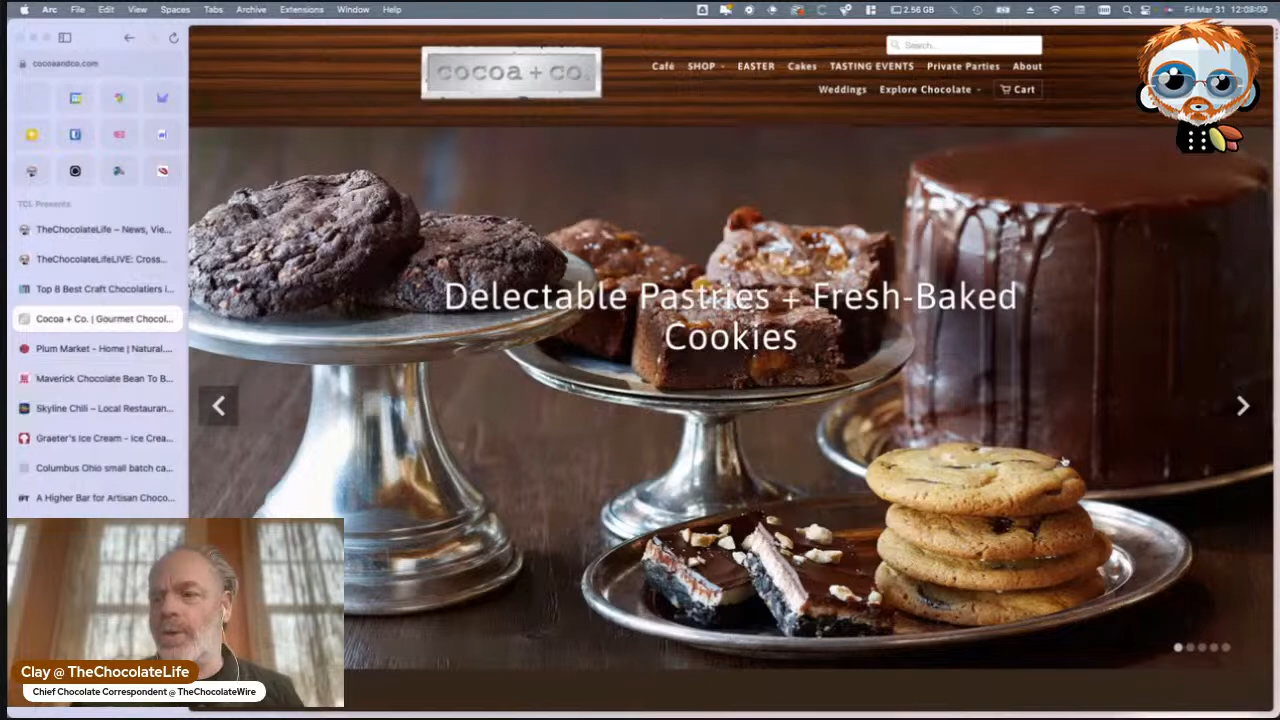 Arc File Edit View Spaces Tabs Archive Extensions Window Help
2.56 GB
Fri Mar 31 12:08:09
cocoaandco.com
TCL Presents
TheChocolateLife – News, Vie...
TheChocolateLifeLIVE: Cross...
Top 8 Best Craft Chocolatiers i...
Cocoa + Co. | Gourmet Chocol...
Plum Market - Home | Natural....
Maverick Chocolate Bean To B...
Skyline Chili – Local Restauran...
Graeter's Ice Cream - Ice Crea...
Columbus Ohio small batch ca...
A Higher Bar for Artisan Choco...
cocoa + co.
Search...
Café SHOP EASTER Cakes TASTING EVENTS Private Parties About
Weddings Explore Chocolate Cart
Delectable Pastries + Fresh-Baked
Cookies
Clay @ TheChocolateLife
Chief Chocolate Correspondent @ TheChocolateWire